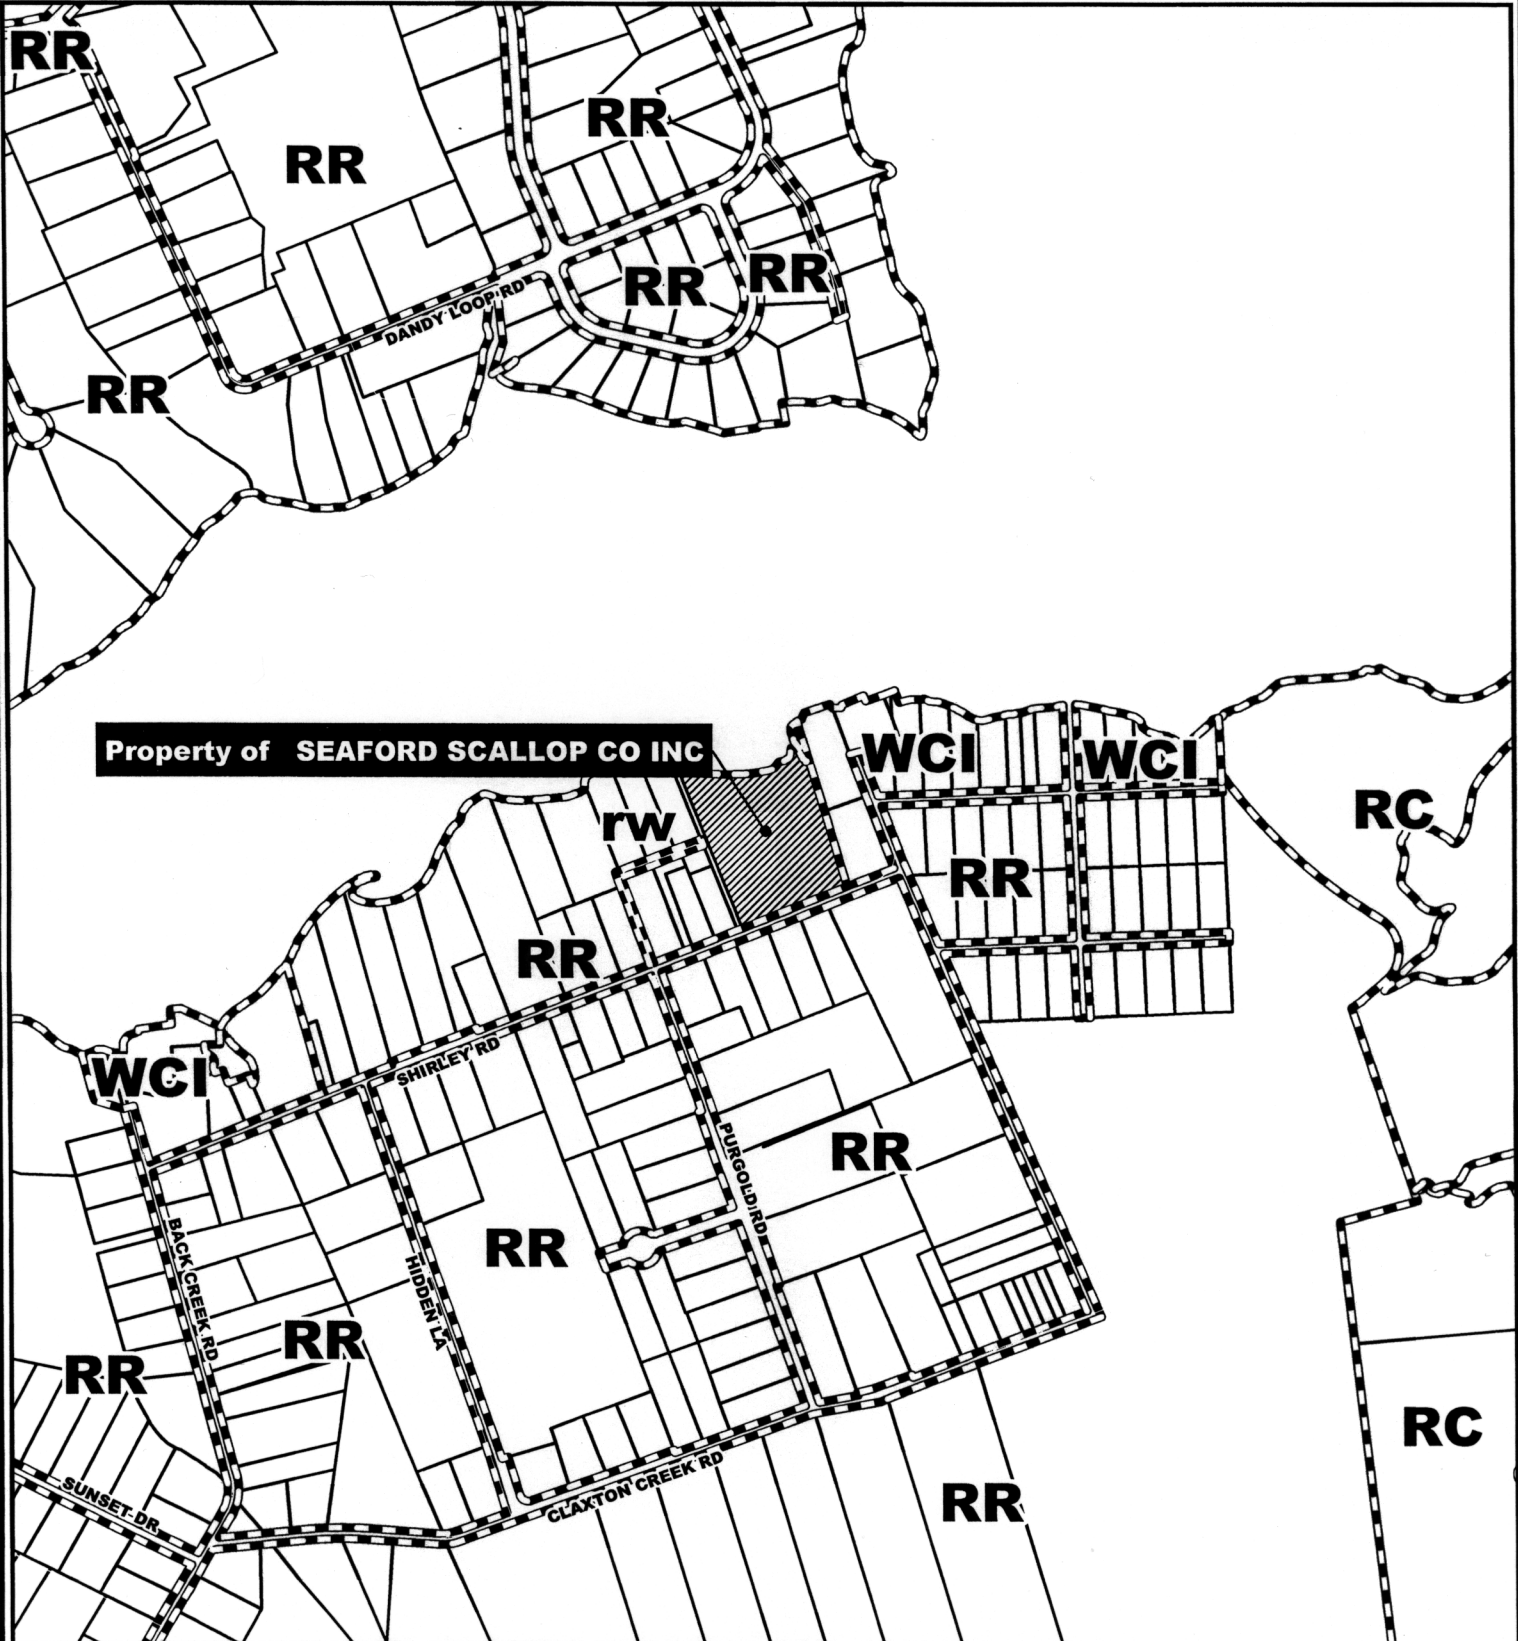 RR
RR
RR
RR
RR
DANDY LOOP RD
RR
Property of SEAFORD SCALLOP CO INC
WCI
WCI
rw
RC
RR
RR
SHIRLEY RD
WCI
PURGOLD RD
RR
RR
BACK CREEK RD
HIDDEN LA
RR
RR
RC
SUNSET DR
CLAXTON CREEK RD
RR